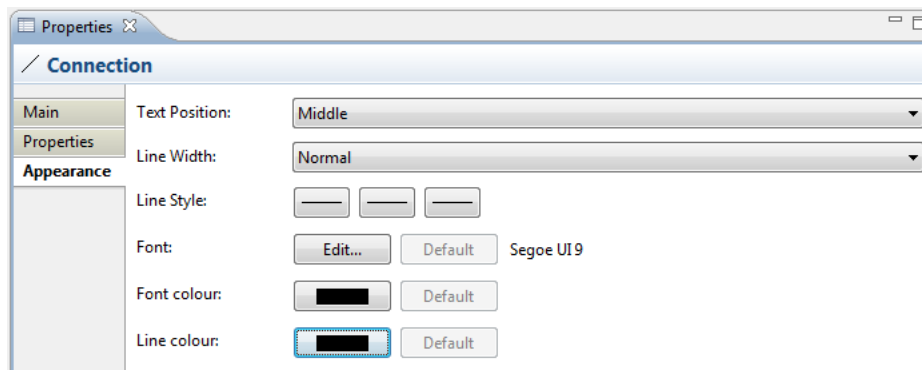 Properties
Connection
Main
Properties
Appearance
Text Position: Middle
Line Width: Normal
Line Style:
Font: Edit... Default Segoe UI 9
Font colour: Default
Line colour: Default